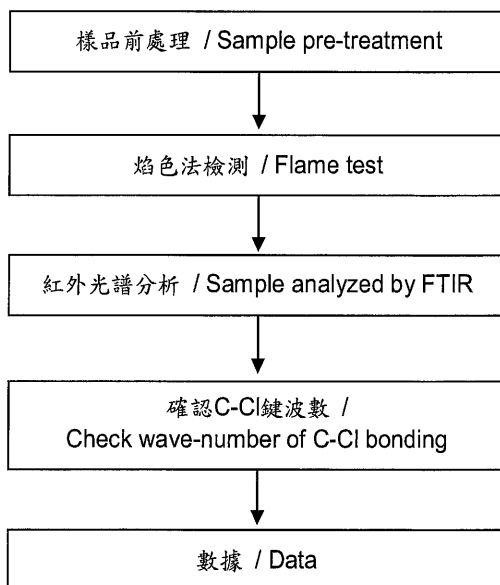 樣品前處理 / Sample pre-treatment
焰色法檢測 / Flame test
紅外光譜分析 / Sample analyzed by FTIR
確認C-Cl鍵波數 /
Check wave-number of C-Cl bonding
數據 / Data